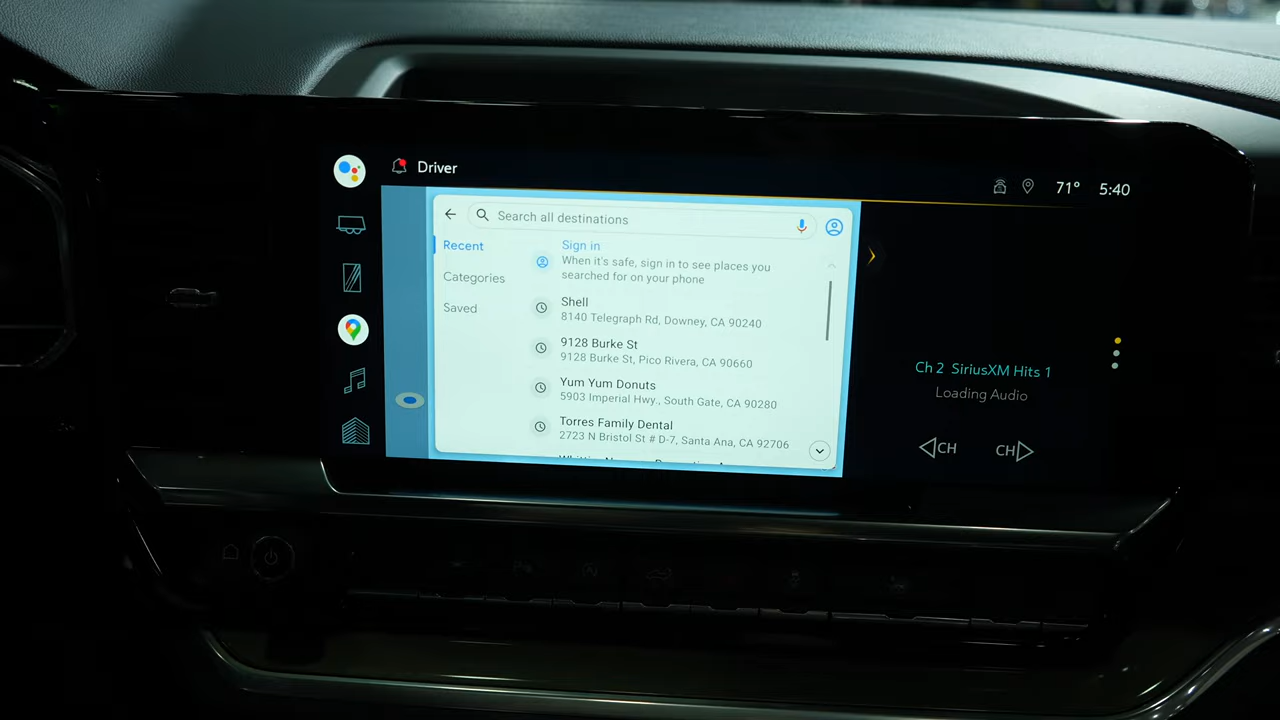 Driver
71° 5:40
Search all destinations
Recent
Categories
Saved
Sign in
When it's safe, sign in to see places you
searched for on your phone
Shell
8140 Telegraph Rd, Downey, CA 90240
9128 Burke St
9128 Burke St, Pico Rivera, CA 90660
Yum Yum Donuts
5903 Imperial Hwy., South Gate, CA 90280
Torres Family Dental
2723 N Bristol St # D-7, Santa Ana, CA 92706
Ch 2 SiriusXM Hits 1
Loading Audio
CH
CH